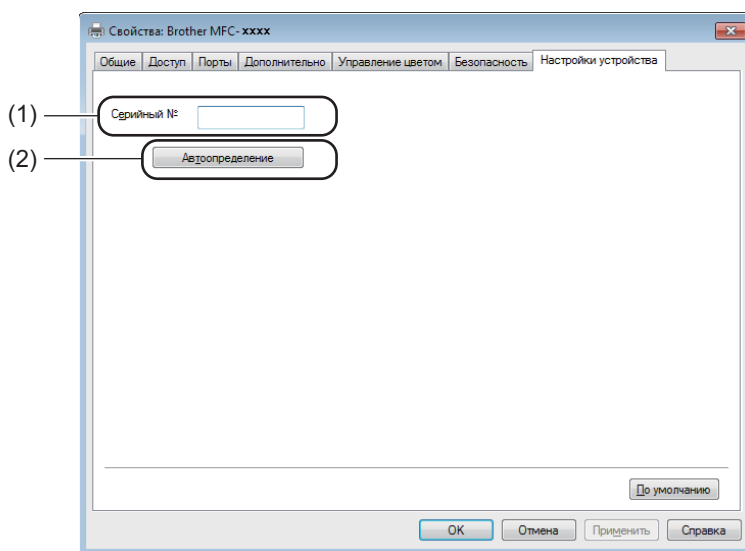 Свойства: Brother MFC-xxxx
Общие Доступ Порты Дополнительно Управление цветом Безопасность Настройки устройства
(1) Серийный №
(2) Автоопределение
По умолчанию
OK Отмена Применить Справка